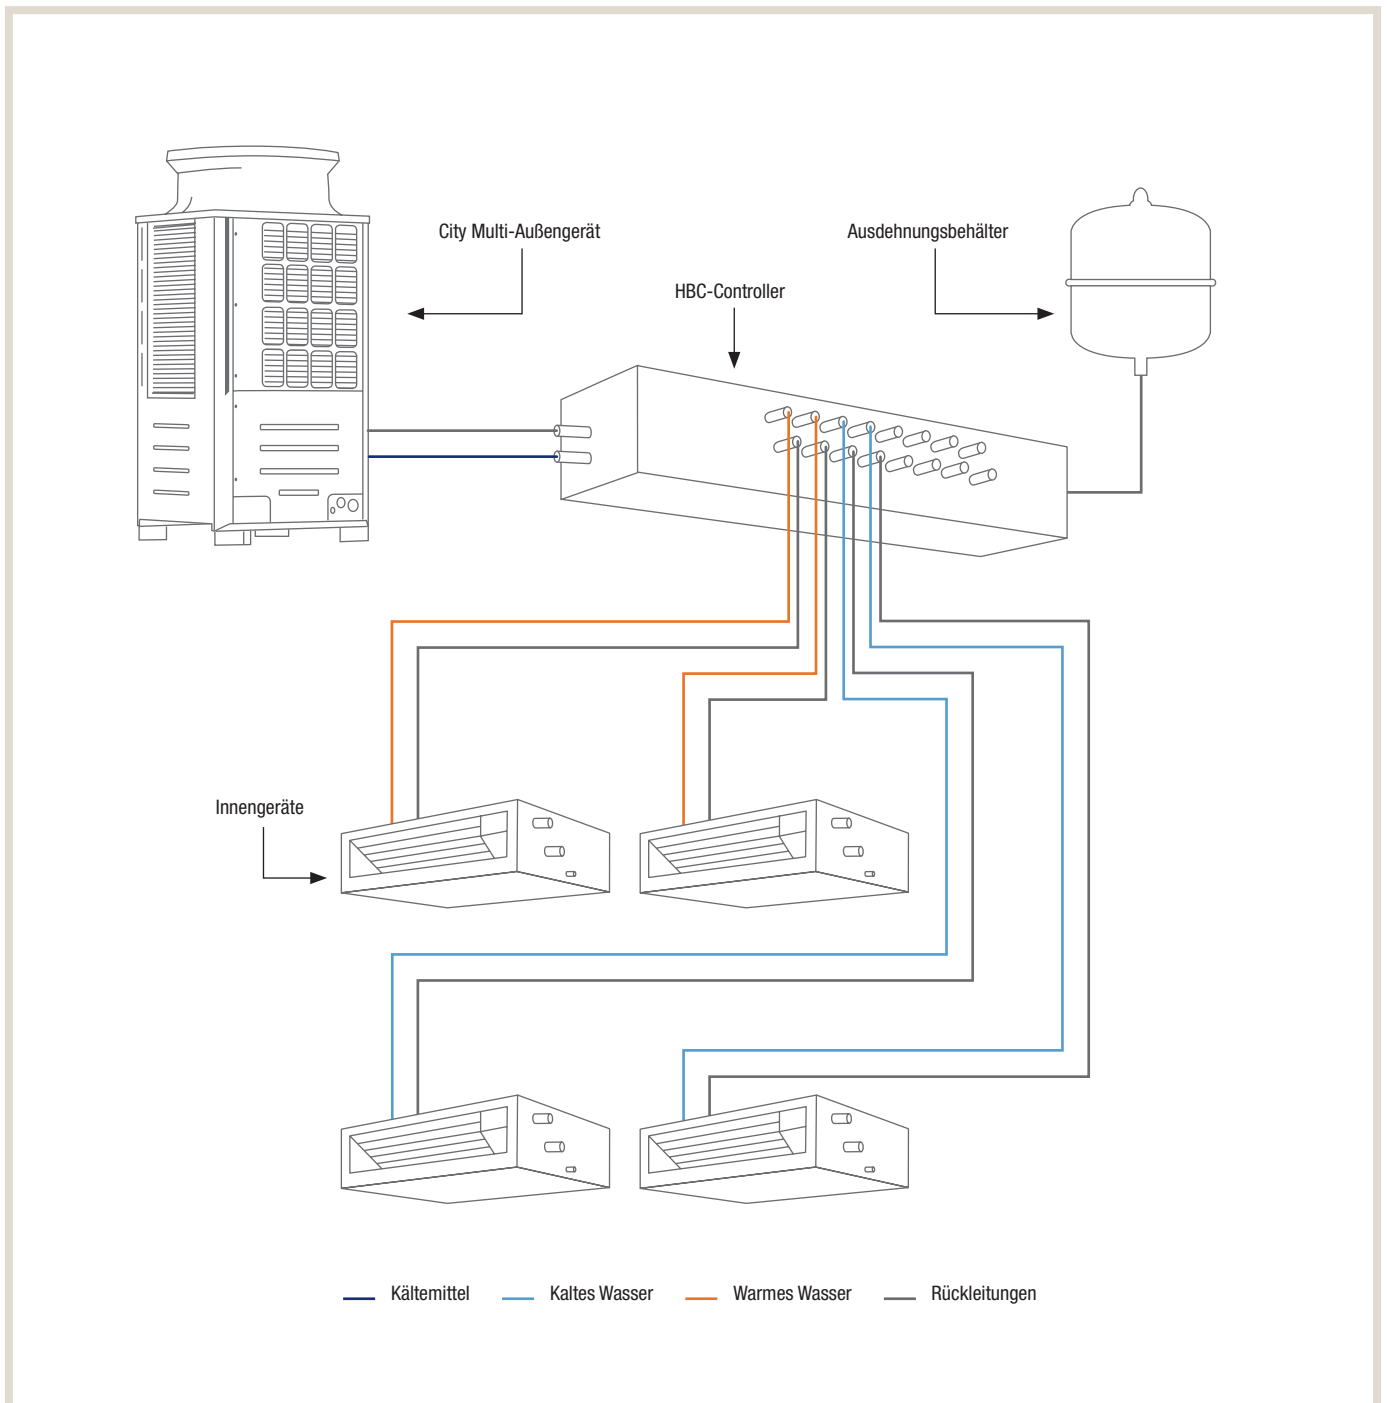 City Multi-Außengerät
Ausdehnungsbehälter
HBC-Controller
Innengeräte
Kältemittel
Kaltes Wasser
Warmes Wasser
Rückleitungen